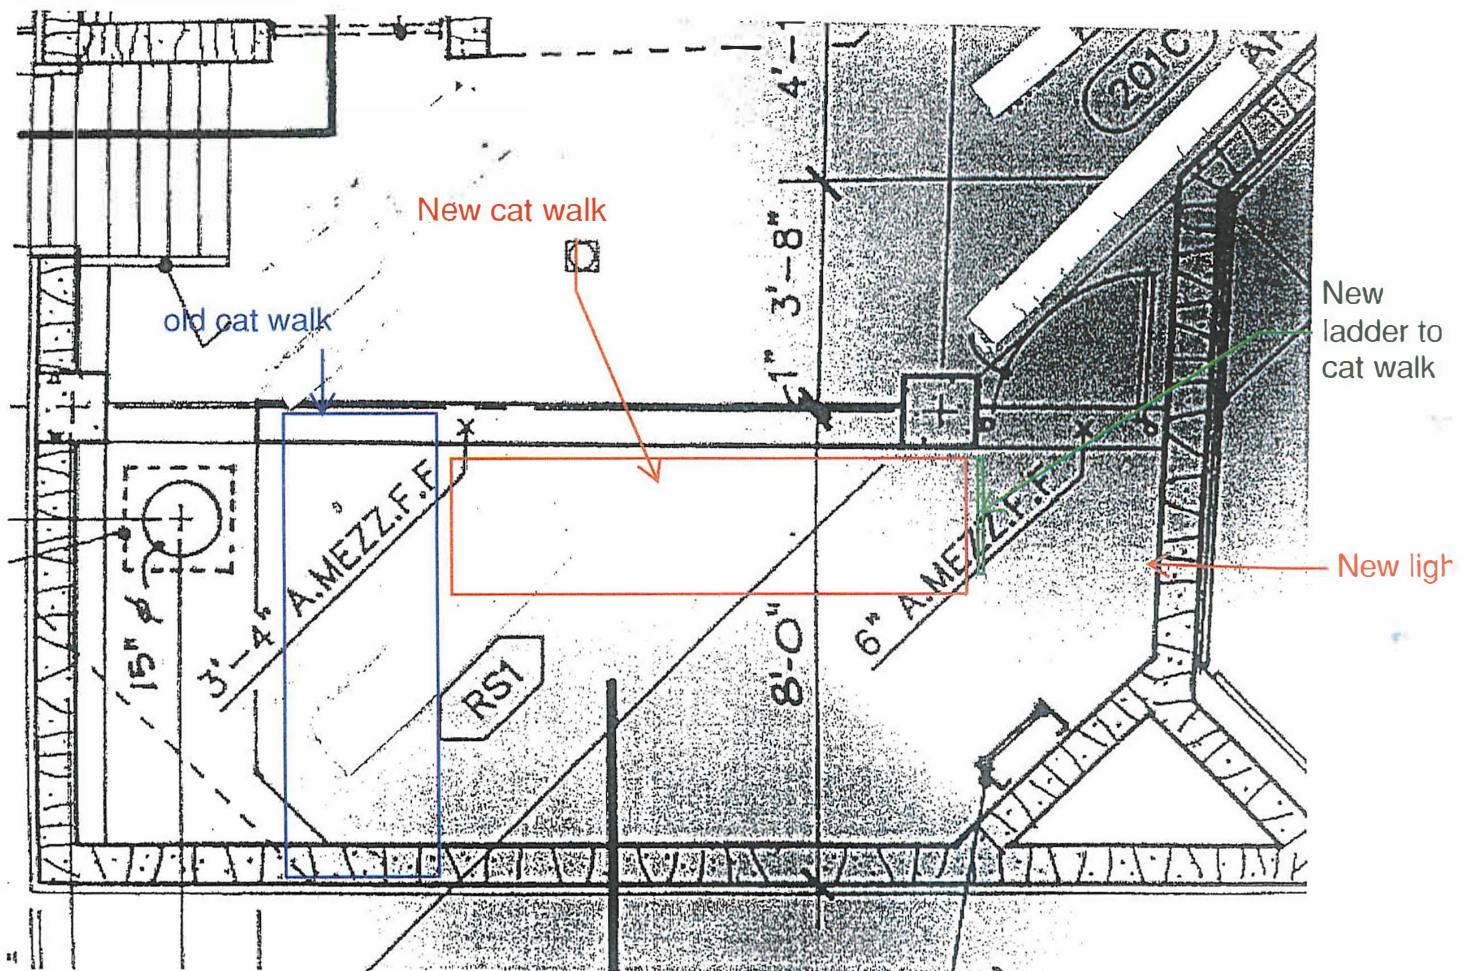 4'-1
201C
New cat walk
3'-8"
old cat walk
New
ladder to
cat walk
1"
3'-4" A.MEZZ.F.F
6" A.MEZZ.F.F
15" ø
New ligh
8'-0"
RS1